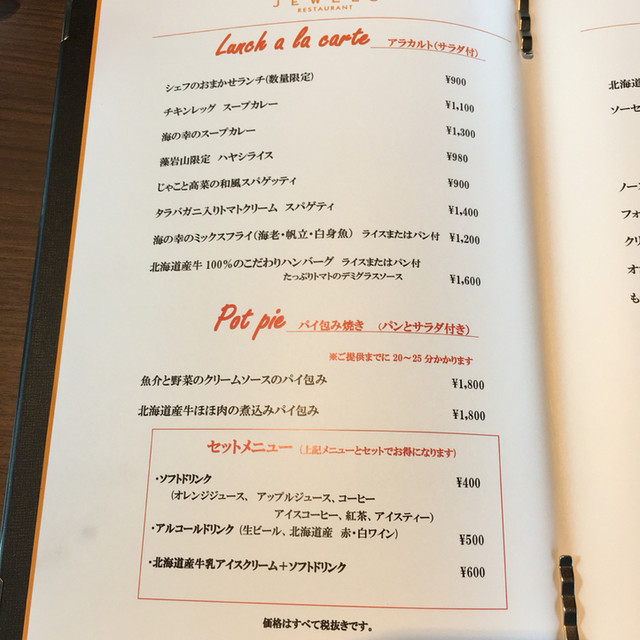 JEWELS
RESTAURANT
Lunch a la carte アラカルト(サラダ付)
シェフのおまかせランチ(数量限定) ¥900
チキンレッグ スープカレー ¥1,100
海の幸のスープカレー ¥1,300
藻岩山限定 ハヤシライス ¥980
じゃこと高菜の和風スパゲッティ ¥900
タラバガニ入りトマトクリーム スパゲティ ¥1,400
海の幸のミックスフライ(海老・帆立・白身魚) ライスまたはパン付 ¥1,200
北海道産牛100%のこだわりハンバーグ ライスまたはパン付
たっぷりトマトのデミグラスソース ¥1,600
Pot pie パイ包み焼き (パンとサラダ付き)
※ご提供までに 20～25 分かかります
魚介と野菜のクリームソースのパイ包み ¥1,800
北海道産牛ほほ肉の煮込みパイ包み ¥1,800
セットメニュー (上記メニューとセットでお得になります)
・ソフトドリンク ¥400
(オレンジジュース、アップルジュース、コーヒー
アイスコーヒー、紅茶、アイスティー)
・アルコールドリンク (生ビール、北海道産 赤・白ワイン) ¥500
・北海道産牛乳アイスクリーム＋ソフトドリンク ¥600
価格はすべて税抜きです。
北海道
ソーセ
ノー
フォ
クリ
オ
も